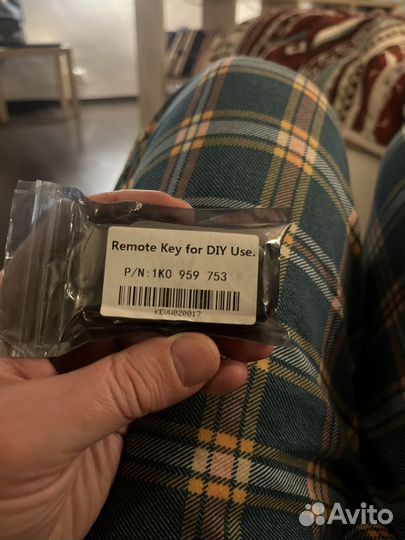 Remote Key for DIY Use.
P/N:1K0 959 753
KEVW020017
Avito